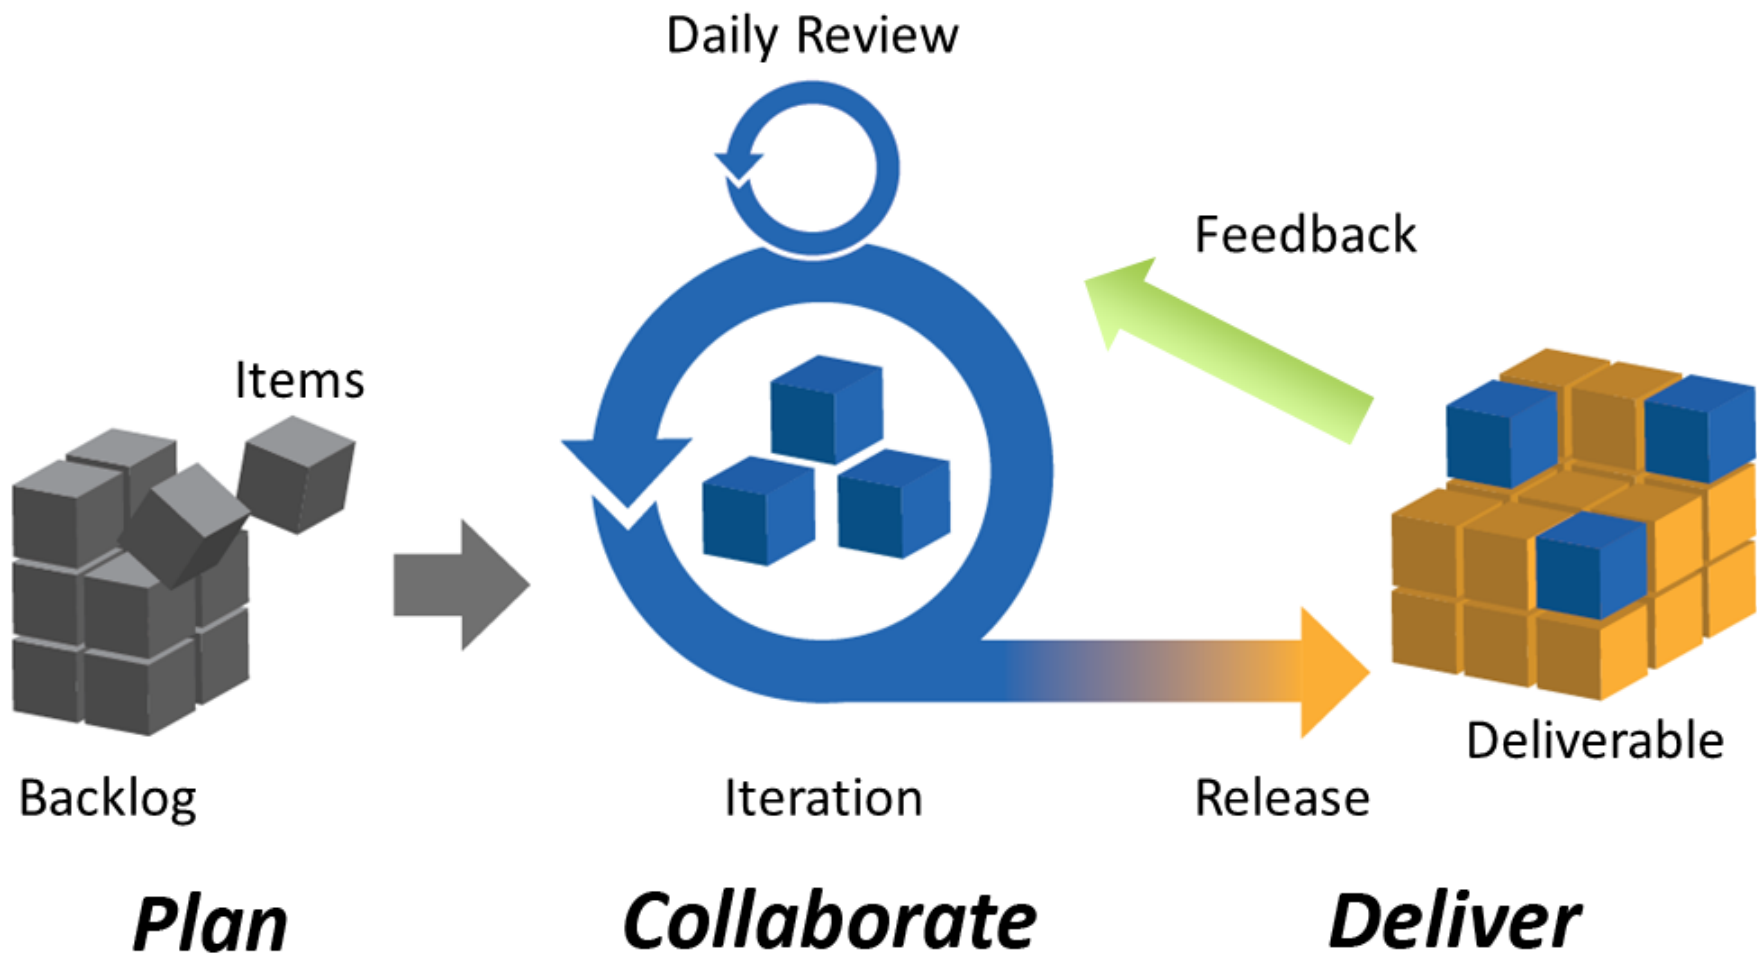 Daily Review
Feedback
Items
Deliverable
Backlog
Iteration
Release
Plan
Collaborate
Deliver